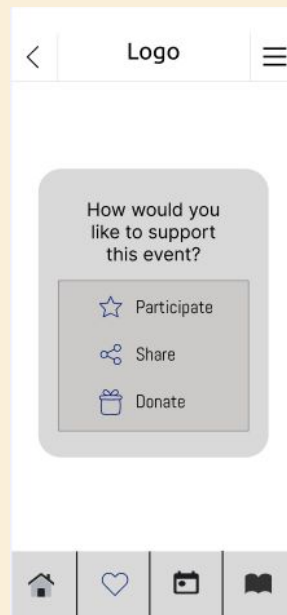 Logo
How would you
like to support
this event?
Participate
Share
Donate